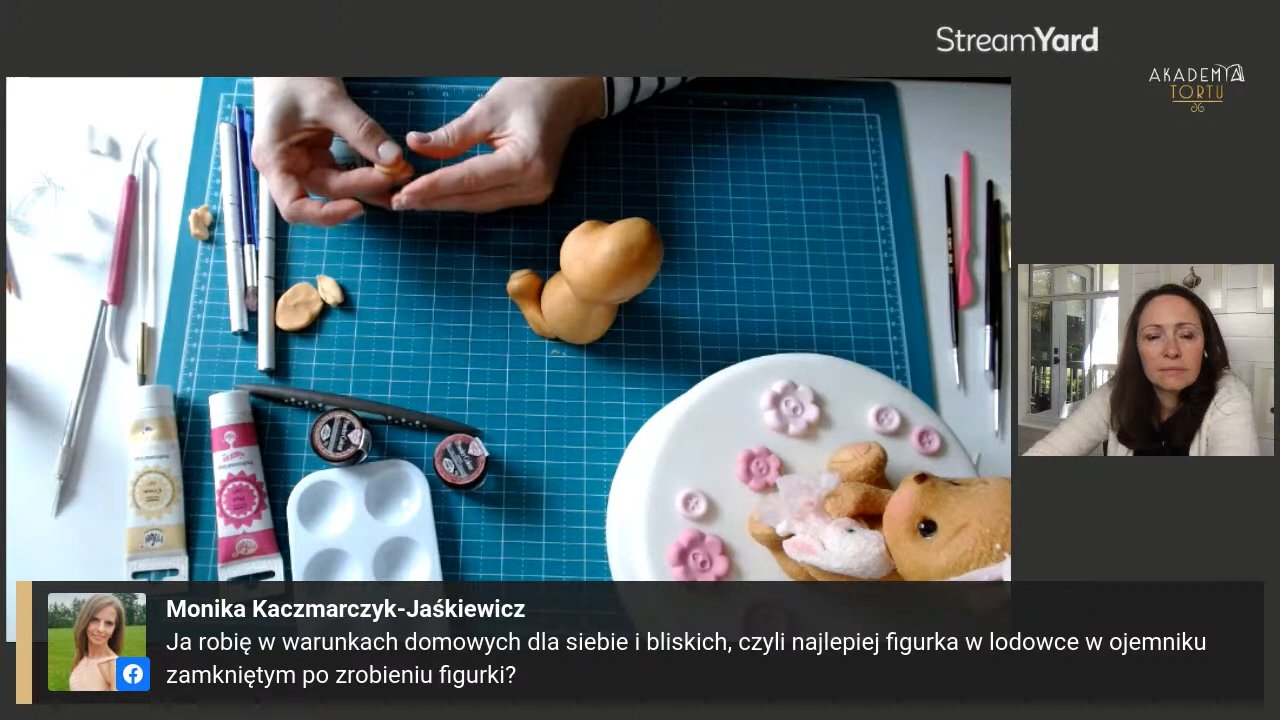 StreamYard
AKADEMIA
TORTU
Monika Kaczmarczyk-Jaśkiewicz
Ja robię w warunkach domowych dla siebie i bliskich, czyli najlepiej figurka w lodowce w ojemniku
zamkniętym po zrobieniu figurki?